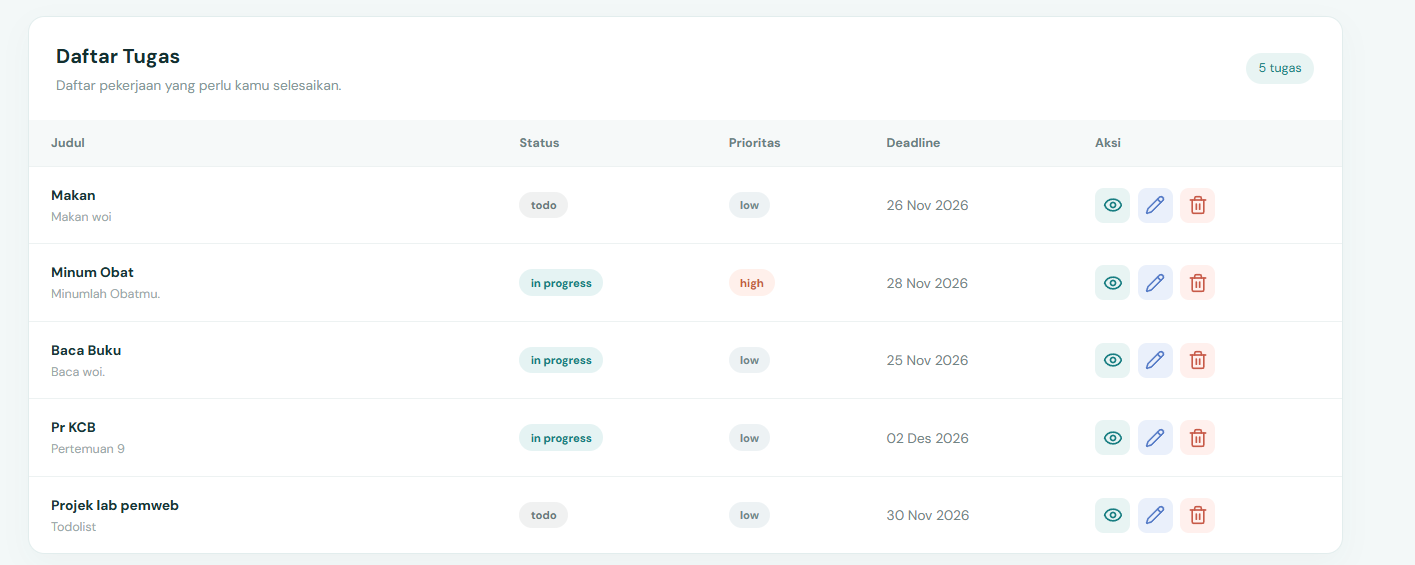 Daftar Tugas
Daftar pekerjaan yang perlu kamu selesaikan.
5 tugas
Judul Status Prioritas Deadline Aksi
Makan
Makan woi
todo low 26 Nov 2026
Minum Obat
Minumlah Obatmu.
in progress high 28 Nov 2026
Baca Buku
Baca woi.
in progress low 25 Nov 2026
Pr KCB
Pertemuan 9
in progress low 02 Des 2026
Projek lab pemweb
Todolist
todo low 30 Nov 2026